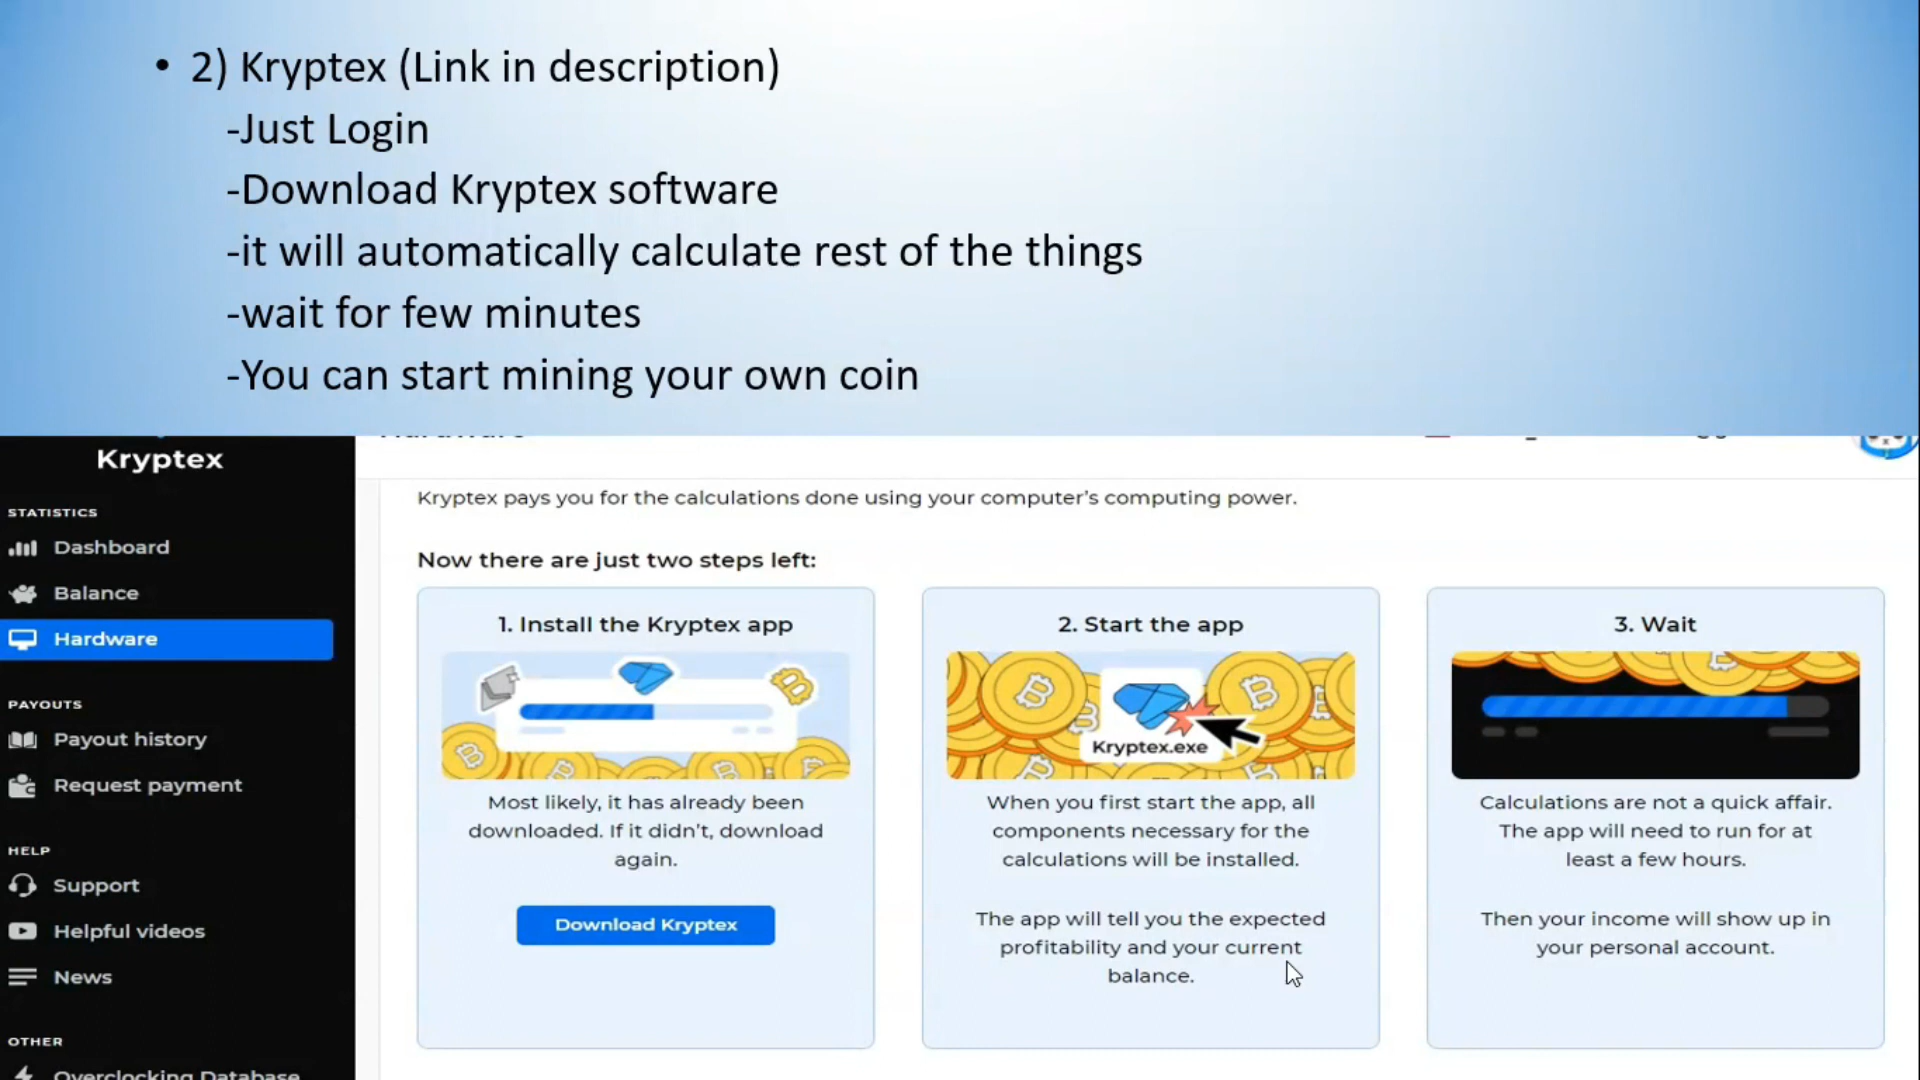 • 2) Kryptex (Link in description)
-Just Login
-Download Kryptex software
-it will automatically calculate rest of the things
-wait for few minutes
-You can start mining your own coin
Kryptex
STATISTICS
Dashboard
Balance
Hardware
PAYOUTS
Payout history
Request payment
HELP
Support
Helpful videos
News
OTHER
Overclocking Database
Kryptex pays you for the calculations done using your computer's computing power.
Now there are just two steps left:
1. Install the Kryptex app
Most likely, it has already been
downloaded. If it didn't, download
again.
Download Kryptex
2. Start the app
Kryptex.exe
When you first start the app, all
components necessary for the
calculations will be installed.
The app will tell you the expected
profitability and your current
balance.
3. Wait
Calculations are not a quick affair.
The app will need to run for at
least a few hours.
Then your income will show up in
your personal account.